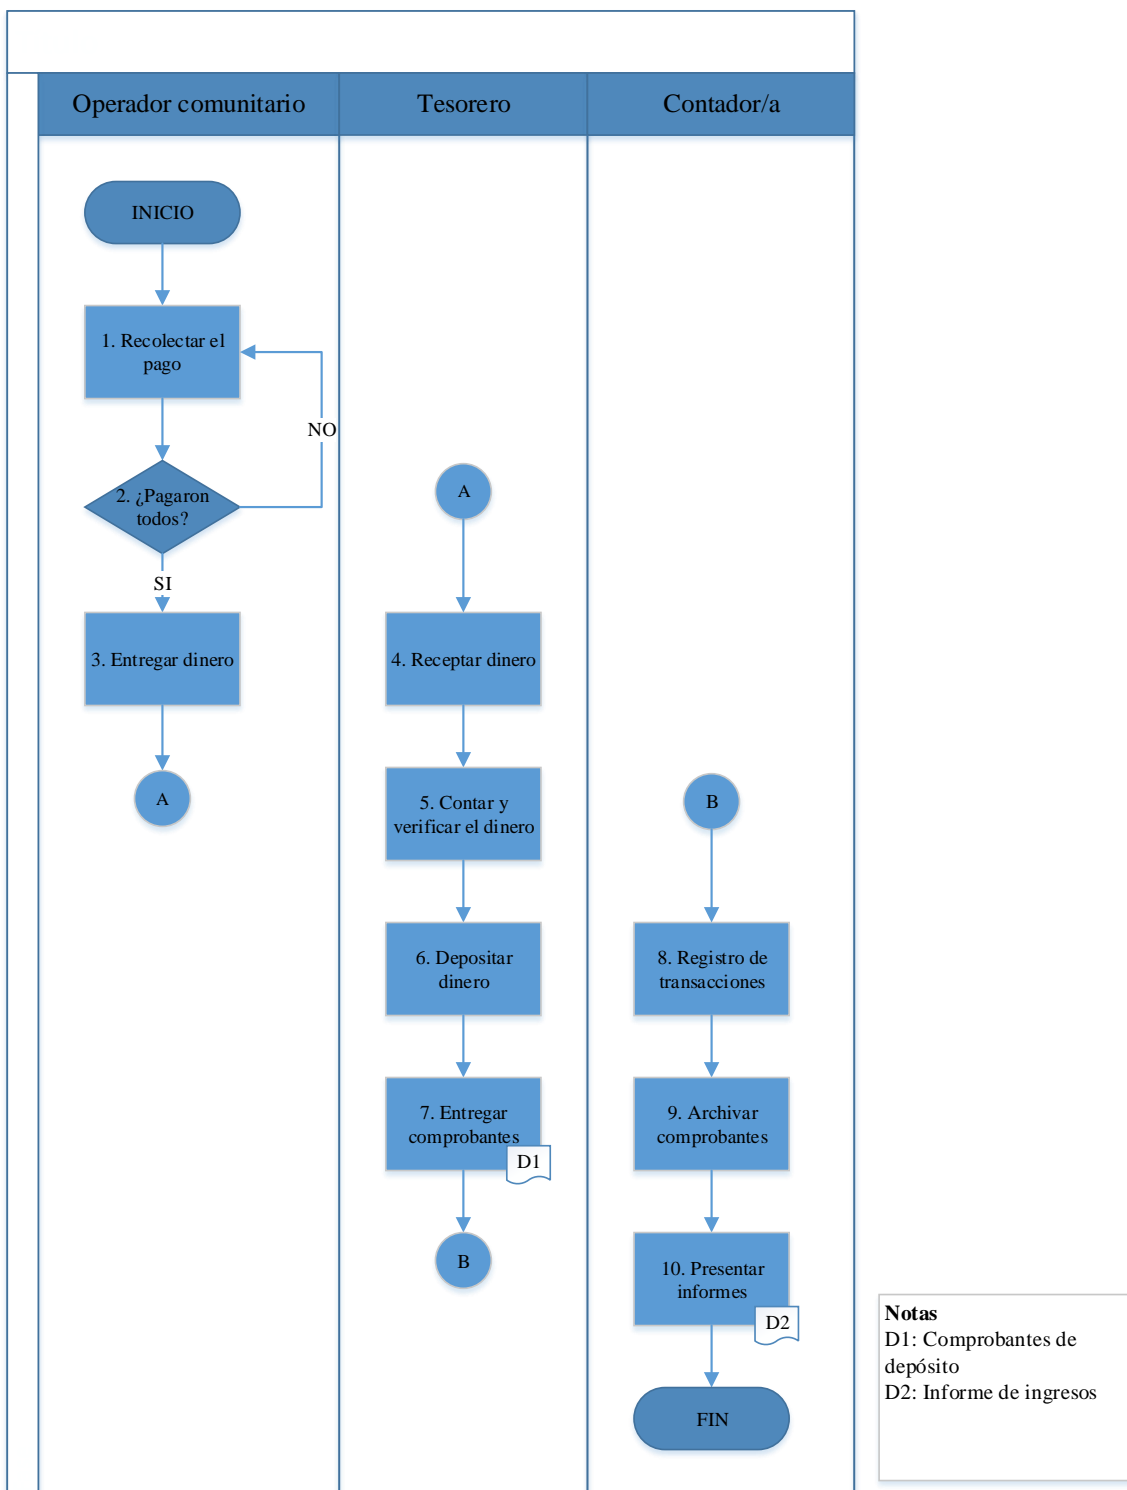 Operador comunitario
Tesorero
Contador/a
INICIO
1. Recolectar el
pago
NO
2. ¿Pagaron
todos?
SI
3. Entregar dinero
A
A
4. Receptar dinero
5. Contar y
verificar el dinero
6. Depositar
dinero
7. Entregar
comprobantes
D1
B
B
8. Registro de
transacciones
9. Archivar
comprobantes
10. Presentar
informes
D2
FIN
Notas
D1: Comprobantes de
depósito
D2: Informe de ingresos